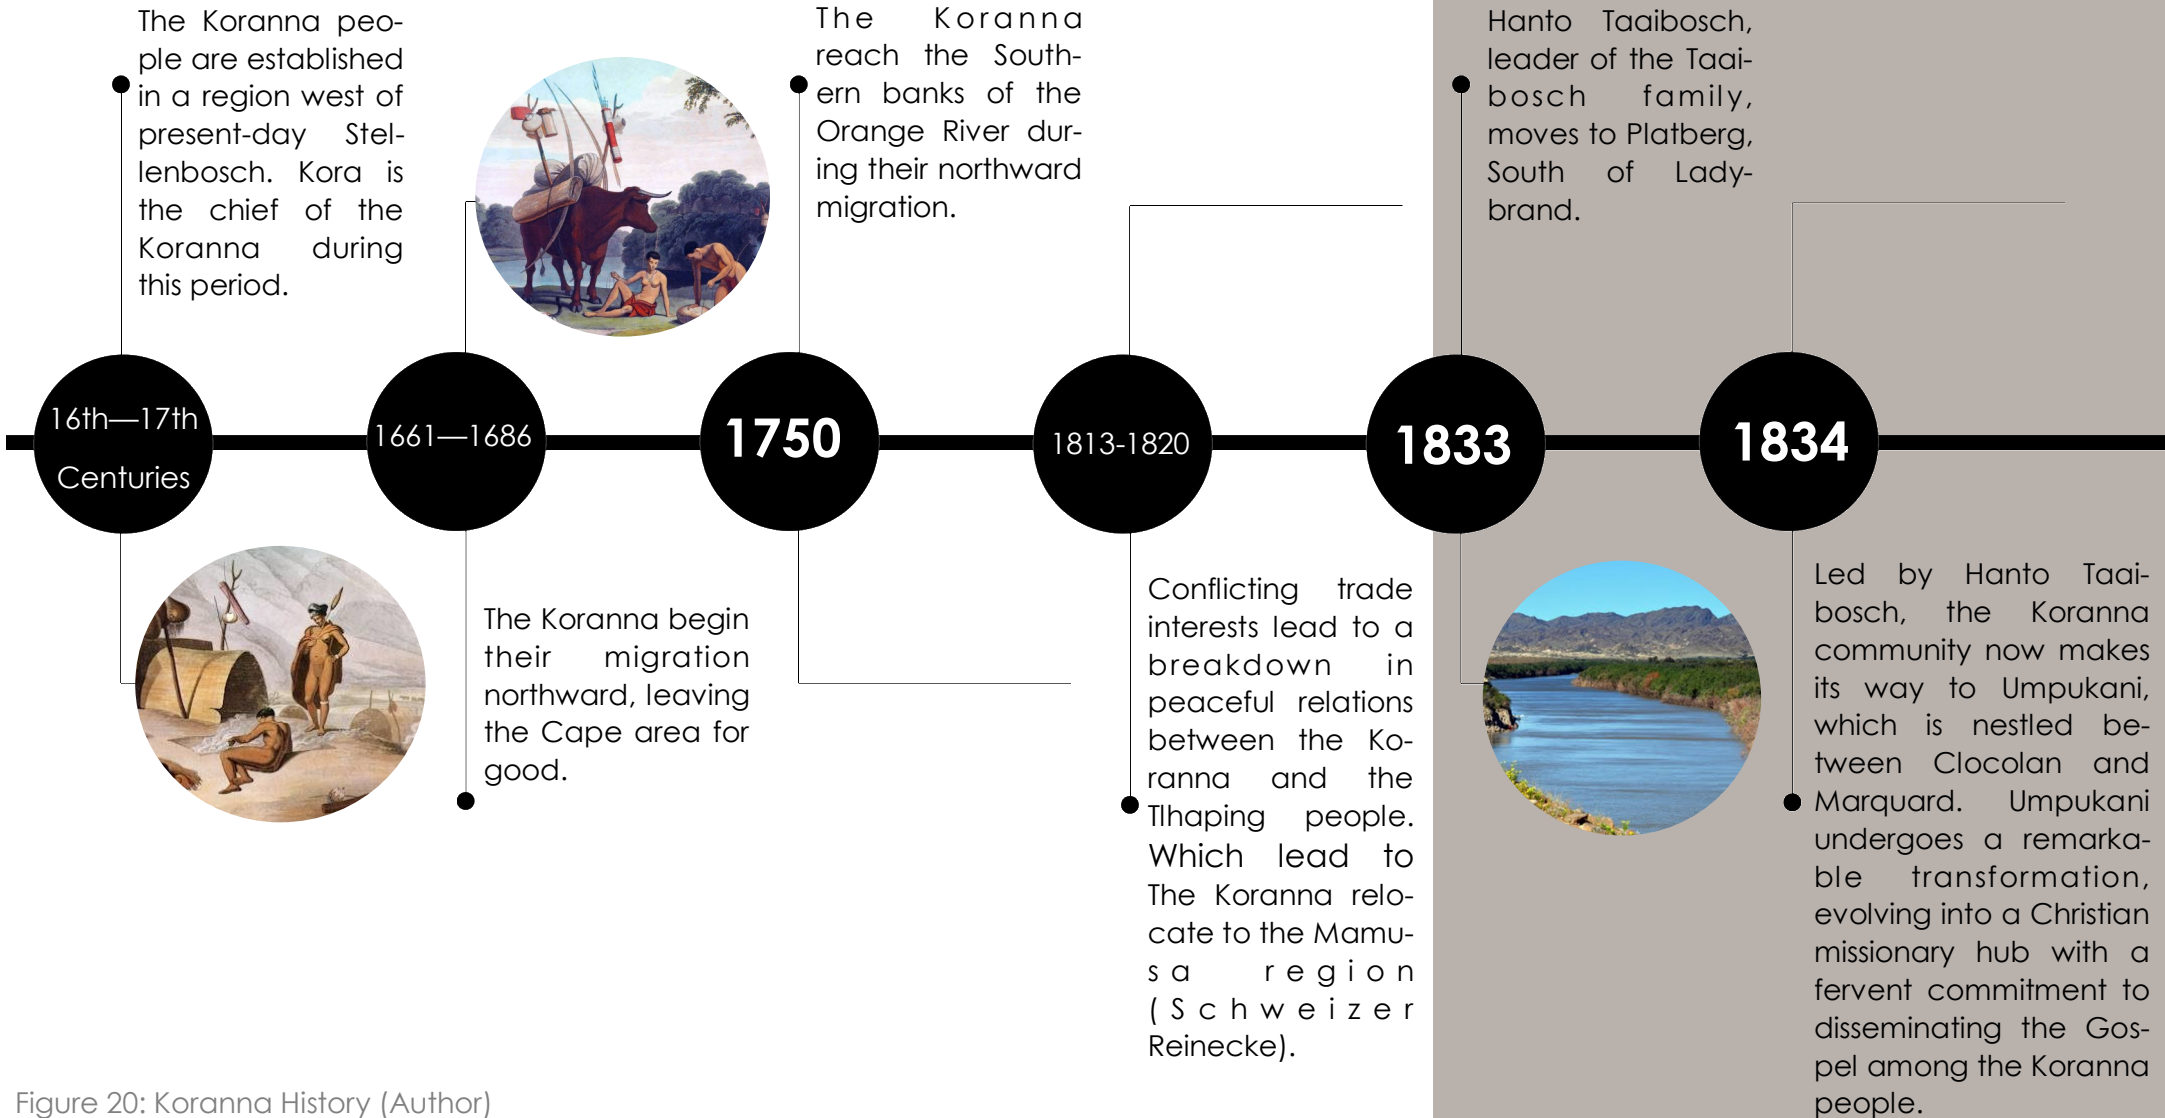 The Koranna peo-
ple are established
in a region west of
present-day Stel-
lenbosch. Kora is
the chief of the
Koranna during
this period.
The Koranna
reach the South-
ern banks of the
Orange River dur-
ing their northward
migration.
Hanto Taaibosch,
leader of the Taai-
bosch family,
moves to Platberg,
South of Lady-
brand.
16th—17th
Centuries
1661—1686
1750
1813-1820
1833
1834
The Koranna begin
their migration
northward, leaving
the Cape area for
good.
Conflicting trade
interests lead to a
breakdown in
peaceful relations
between the Ko-
ranna and the
Tlhaping people.
Which lead to
The Koranna relo-
cate to the Mamu-
sa region
(Schweizer
Reinecke).
Led by Hanto Taai-
bosch, the Koranna
community now makes
its way to Umpukani,
which is nestled be-
tween Clocolan and
Marquard. Umpukani
undergoes a remarka-
ble transformation,
evolving into a Christian
missionary hub with a
fervent commitment to
disseminating the Gos-
pel among the Koranna
people.
Figure 20: Koranna History (Author)